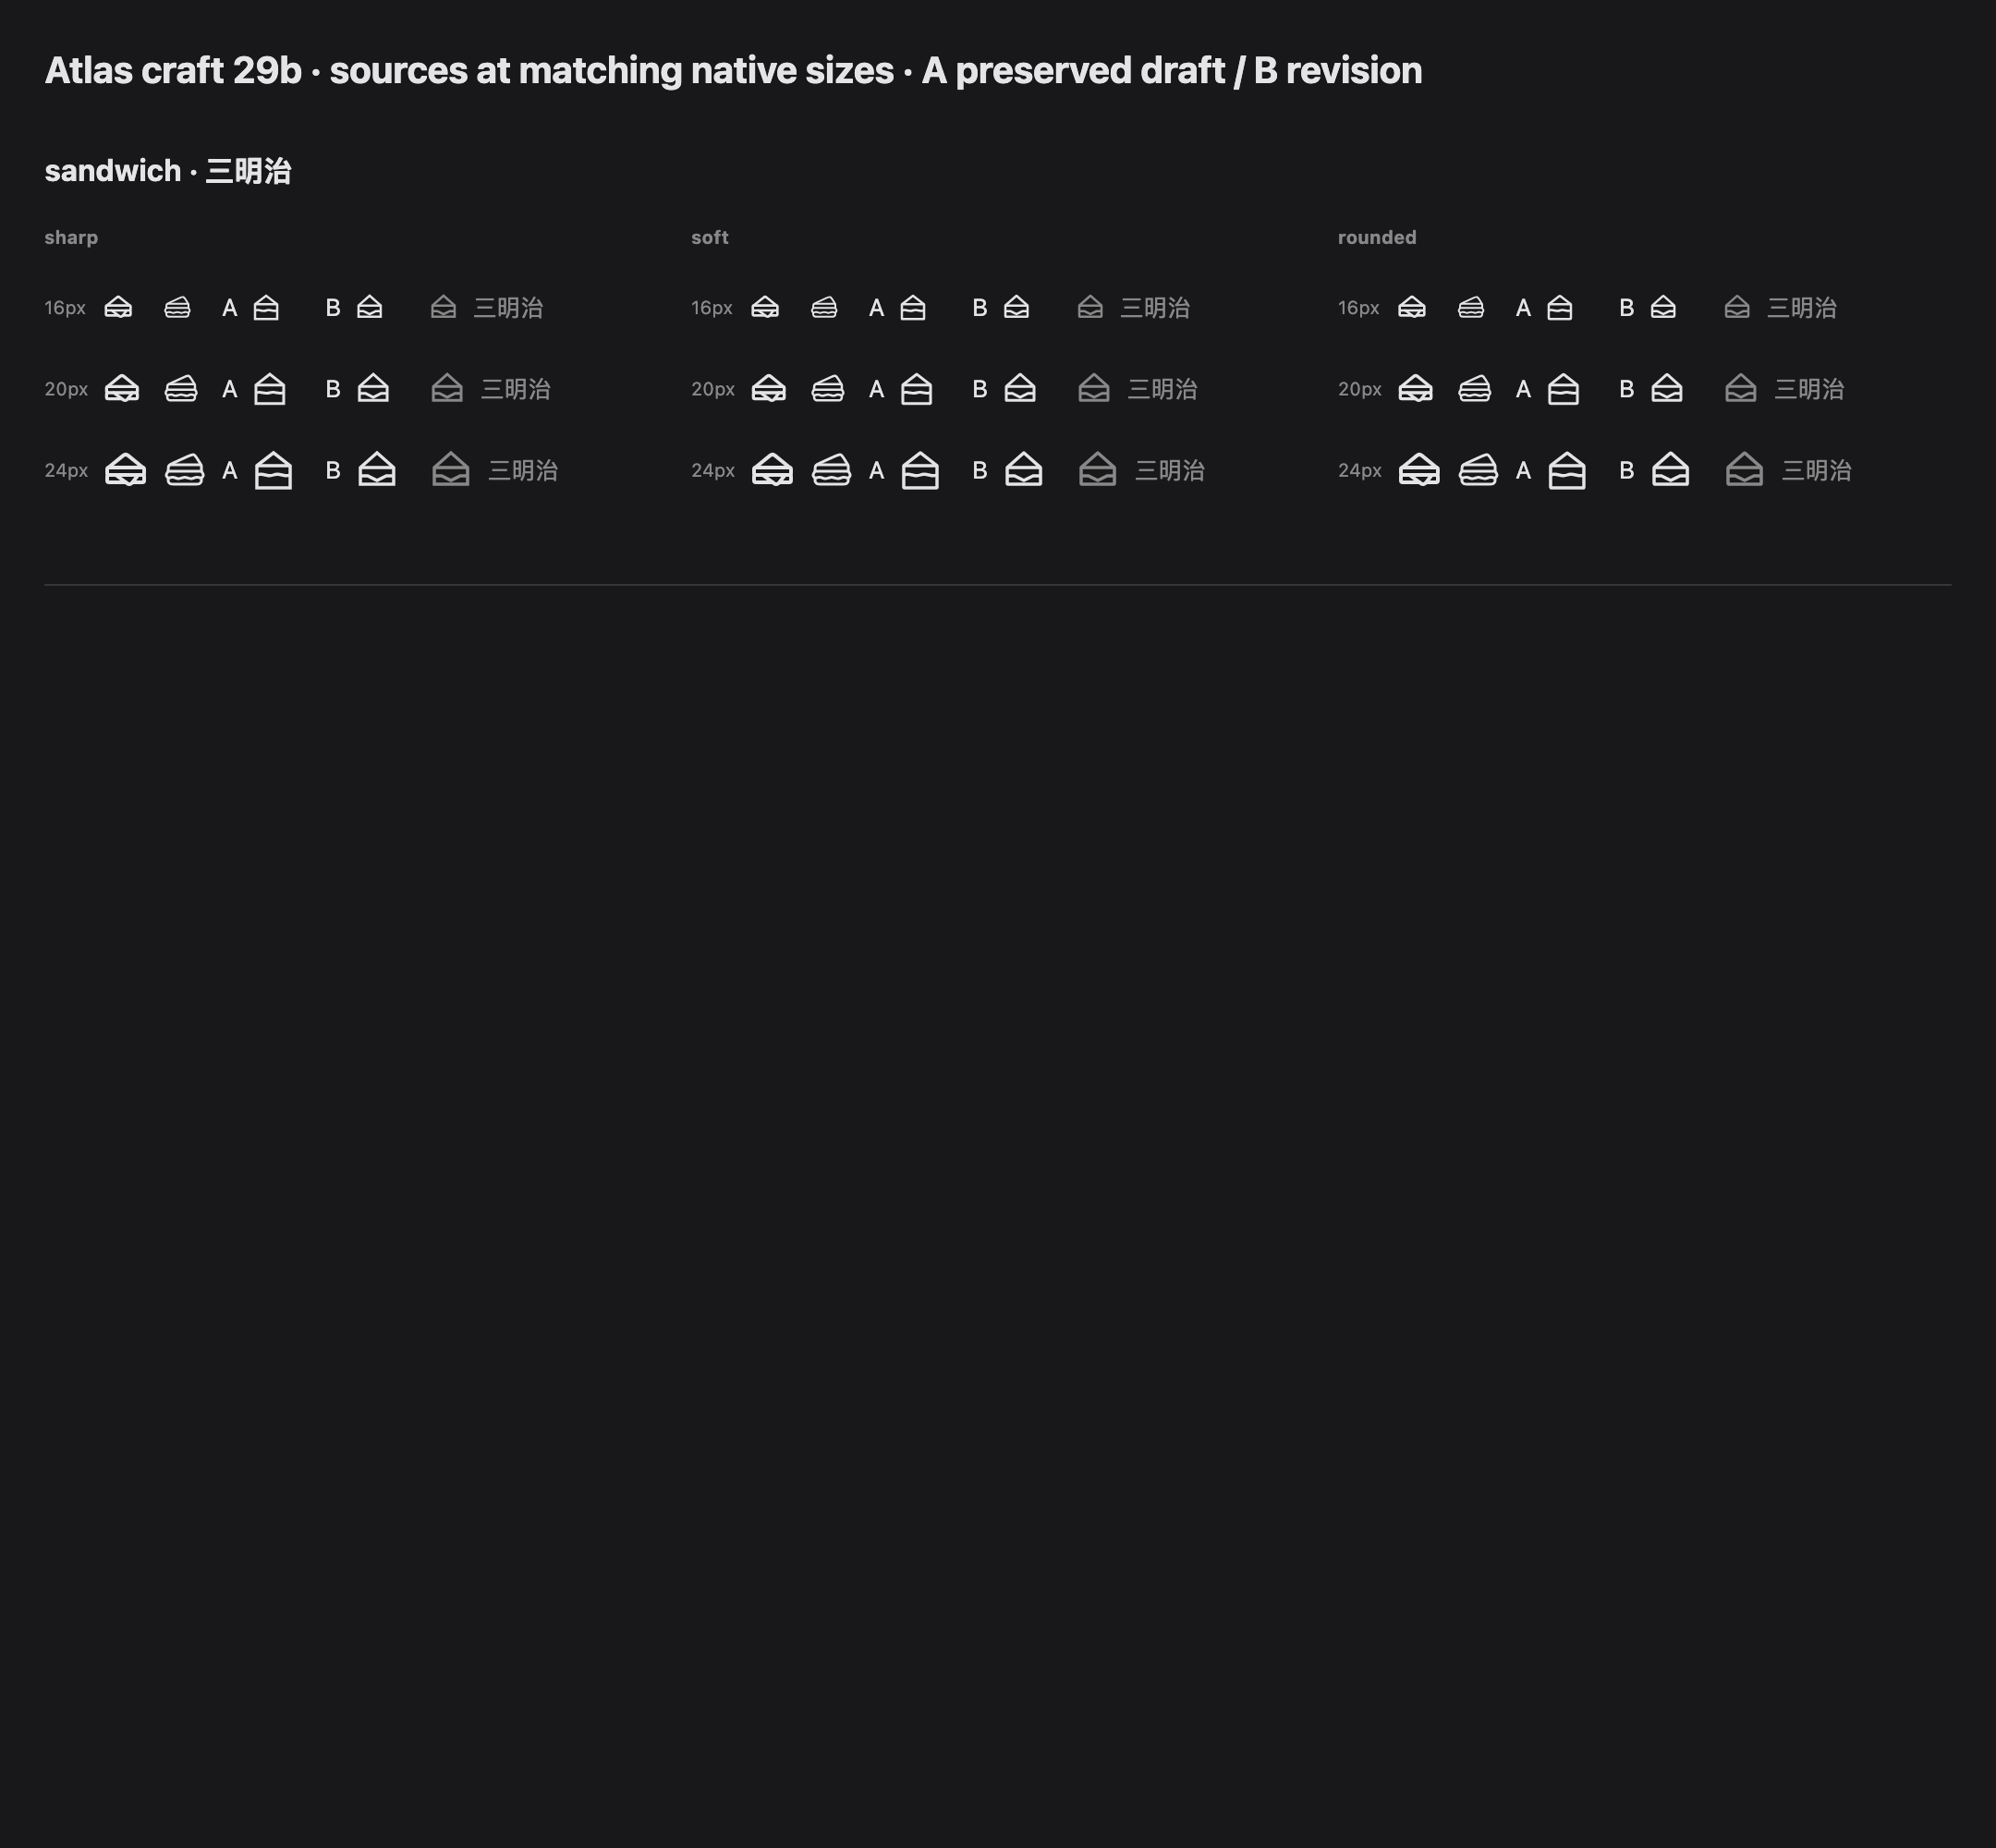 Atlas craft 29b · sources at matching native sizes · A preserved draft / B revision
sandwich · 三明治
sharp
16px A B 三明治
20px A B 三明治
24px A B 三明治
soft
16px A B 三明治
20px A B 三明治
24px A B 三明治
rounded
16px A B 三明治
20px A B 三明治
24px A B 三明治